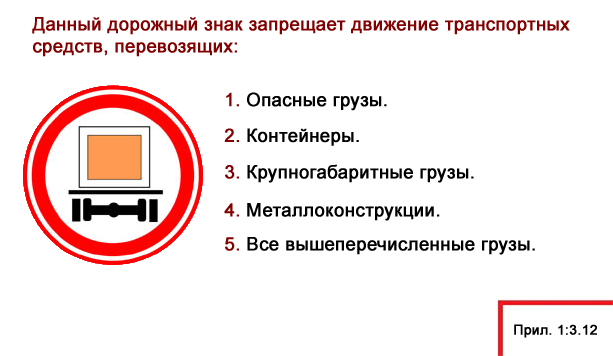 Данный дорожный знак запрещает движение транспортных
средств, перевозящих:
1. Опасные грузы.
2. Контейнеры.
3. Крупногабаритные грузы.
4. Металлоконструкции.
5. Все вышеперечисленные грузы.
Прил. 1:3.12